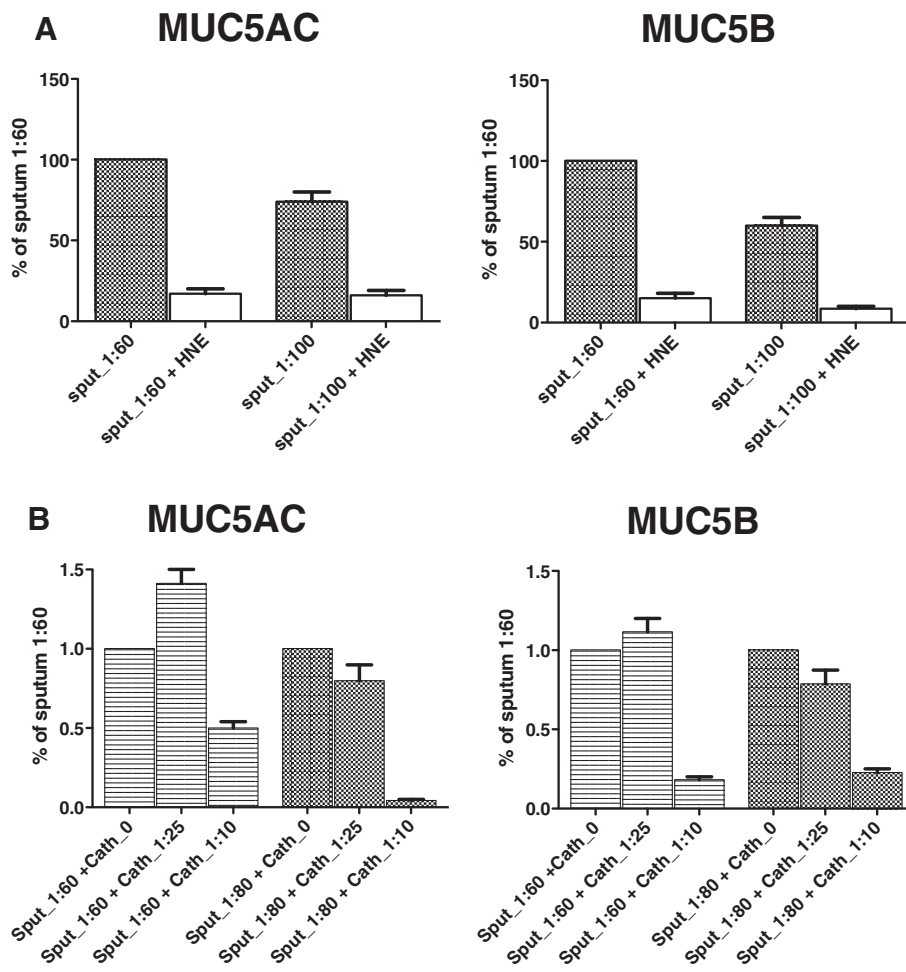 A
MUC5AC
MUC5B
% of sputum 1:60
150
100
50
0
sput_1:60
sput_1:60 + HNE
sput_1:100
sput_1:100 + HNE
% of sputum 1:60
150
100
50
0
sput_1:60
sput_1:60 + HNE
sput_1:100
sput_1:100 + HNE
B
MUC5AC
MUC5B
% of sputum 1:60
1.5
1.0
0.5
0.0
Sput_1:60 +Cath_0
Sput_1:60 + Cath_1:25
Sput_1:60 + Cath_1:10
Sput_1:80 + Cath_0
Sput_1:80 + Cath_1:25
Sput_1:80 + Cath_1:10
% of sputum 1:60
1.5
1.0
0.5
0.0
Sput_1:60 +Cath_0
Sput_1:60 + Cath_1:25
Sput_1:60 + Cath_1:10
Sput_1:80 + Cath_0
Sput_1:80 + Cath_1:25
Sput_1:80 + Cath_1:10